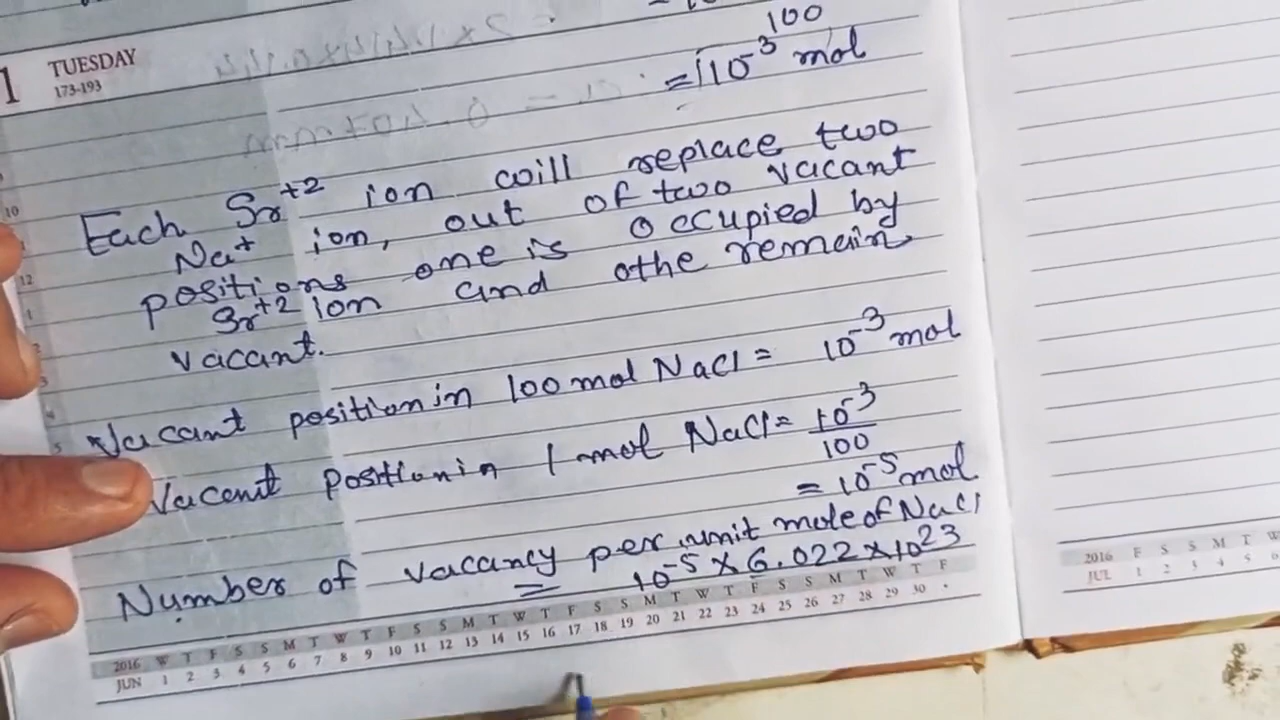 1 TUESDAY
173-193
100
= 10⁻³ mol
Each Sr⁺² ion will replace two
Na⁺ ion, out of two vacant
positions one is occupied by
Sr⁺² ion and othe remain
vacant.
Vacant position in 100 mol NaCl = 10⁻³ mol
Vacant Position in 1 mol NaCl = 10⁻³
100
= 10⁻⁵ mol
Number of vacancy per unit mole of NaCl
= 10⁻⁵ × 6.022 × 10²³
2016 W T F S S M T W T F S S M T W T F S S M T W T F S S M T W T F
JUN 1 2 3 4 5 6 7 8 9 10 11 12 13 14 15 16 17 18 19 20 21 22 23 24 25 26 27 28 29 30
2016 F S S M T W
JUL 1 2 3 4 5